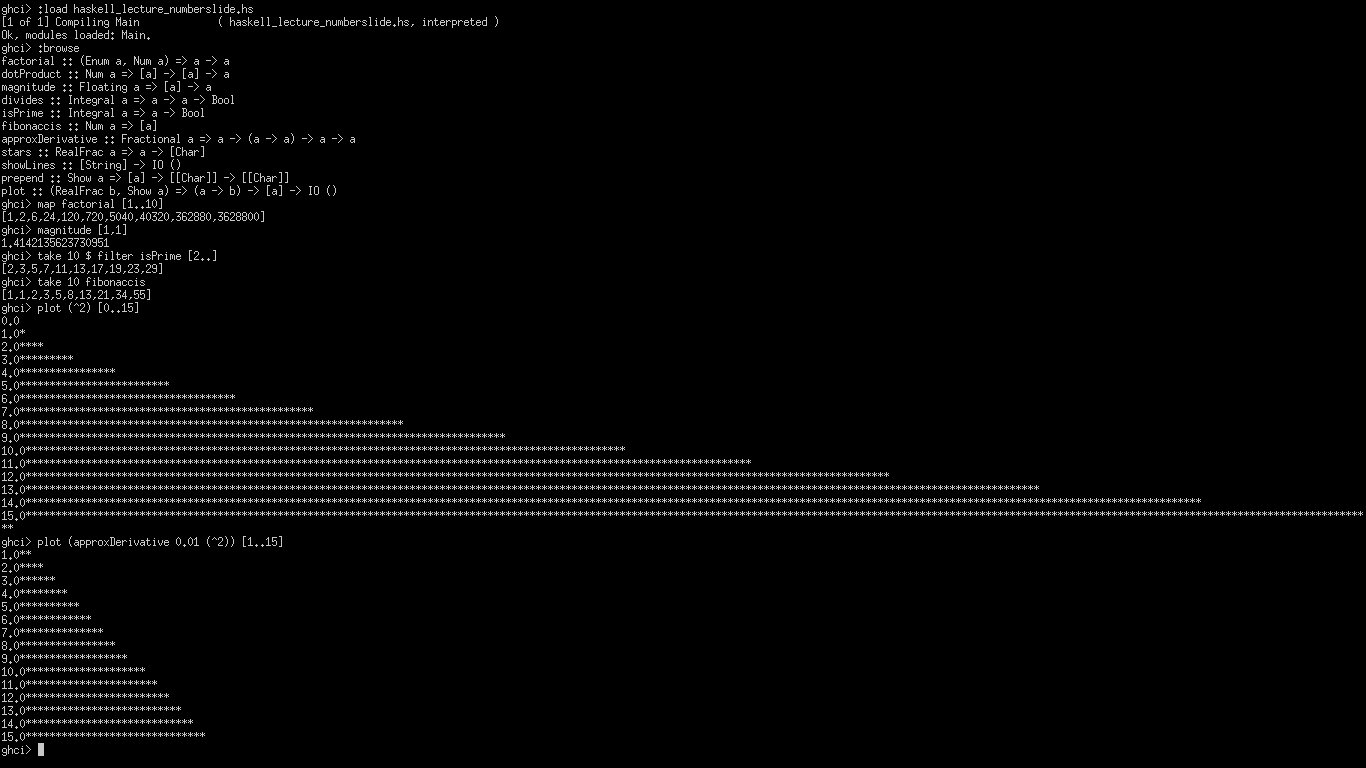 ghci> :load haskell_lecture_numberslide.hs
[1 of 1] Compiling Main             ( haskell_lecture_numberslide.hs, interpreted )
Ok, modules loaded: Main.
ghci> :browse
factorial :: (Enum a, Num a) => a -> a
dotProduct :: Num a => [a] -> [a] -> a
magnitude :: Floating a => [a] -> a
divides :: Integral a => a -> a -> Bool
isPrime :: Integral a => a -> Bool
fibonaccis :: Num a => [a]
approxDerivative :: Fractional a => a -> (a -> a) -> a -> a
stars :: RealFrac a => a -> [Char]
showLines :: [String] -> IO ()
prepend :: Show a => [a] -> [[Char]] -> [[Char]]
plot :: (RealFrac b, Show a) => (a -> b) -> [a] -> IO ()
ghci> map factorial [1..10]
[1,2,6,24,120,720,5040,40320,362880,3628800]
ghci> magnitude [1,1]
1.4142135623730951
ghci> take 10 $ filter isPrime [2..]
[2,3,5,7,11,13,17,19,23,29]
ghci> take 10 fibonaccis
[1,1,2,3,5,8,13,21,34,55]
ghci> plot (^2) [0..15]
0.0
1.0*
2.0****
3.0*********
4.0****************
5.0*************************
6.0************************************
7.0*************************************************
8.0****************************************************************
9.0*********************************************************************************
10.0****************************************************************************************************
11.0*************************************************************************************************************************
12.0************************************************************************************************************************************************
13.0*************************************************************************************************************************************************************************
14.0****************************************************************************************************************************************************************************************************
15.0*******************************************************************************************************************************************************************************************************************************
**
ghci> plot (approxDerivative 0.01 (^2)) [1..15]
1.0**
2.0****
3.0******
4.0********
5.0**********
6.0************
7.0**************
8.0****************
9.0******************
10.0********************
11.0**********************
12.0************************
13.0**************************
14.0****************************
15.0******************************
ghci>